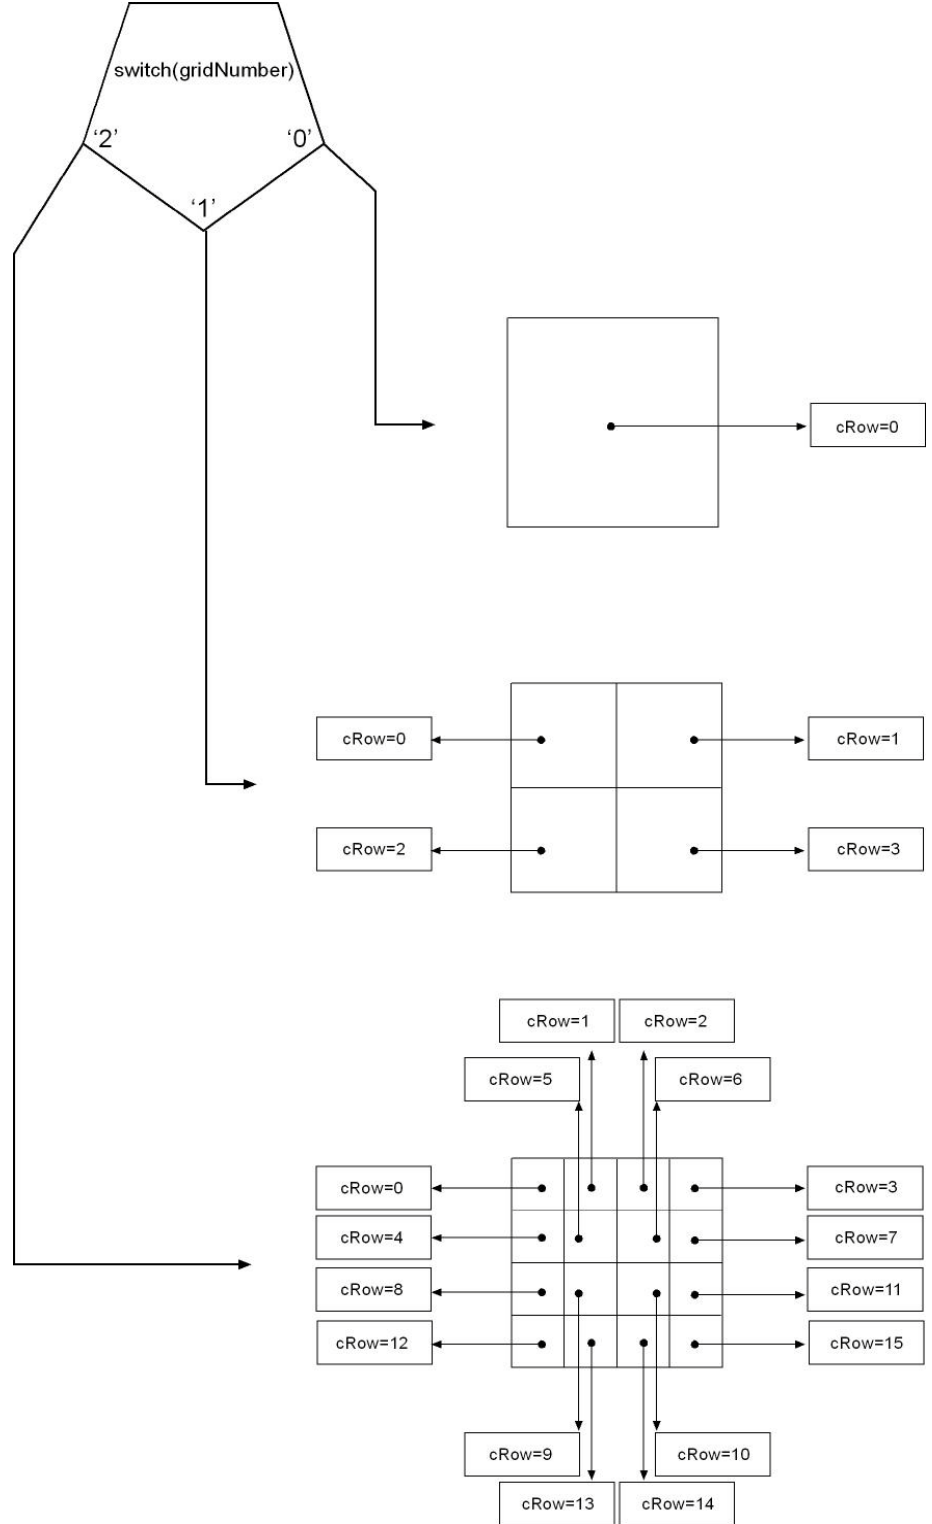 switch(gridNumber)
‘2’ ‘0’
‘1’
cRow=0
cRow=0 cRow=1
cRow=2 cRow=3
cRow=1 cRow=2
cRow=5 cRow=6
cRow=0 cRow=3
cRow=4 cRow=7
cRow=8 cRow=11
cRow=12 cRow=15
cRow=9 cRow=10
cRow=13 cRow=14